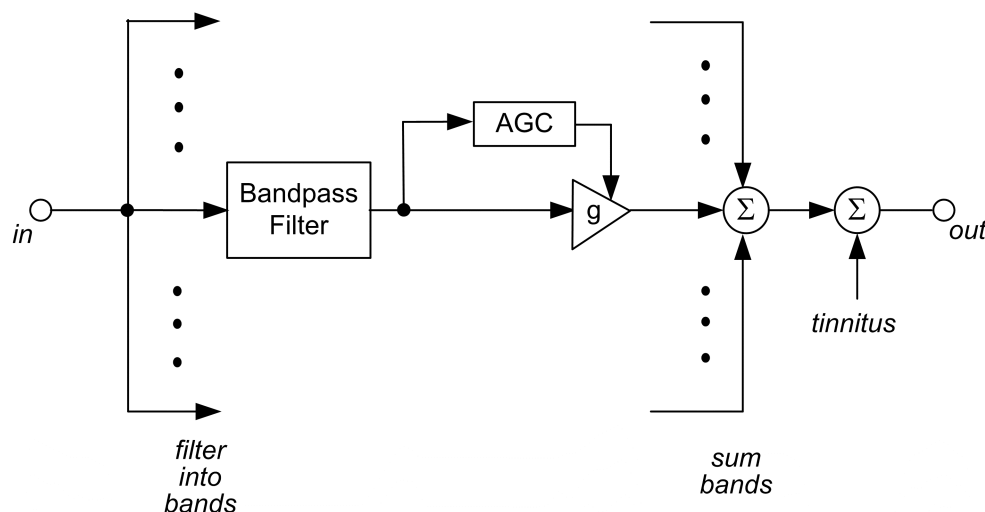 AGC
Bandpass
Filter
g
Σ
Σ
in
out
tinnitus
filter
into
bands
sum
bands